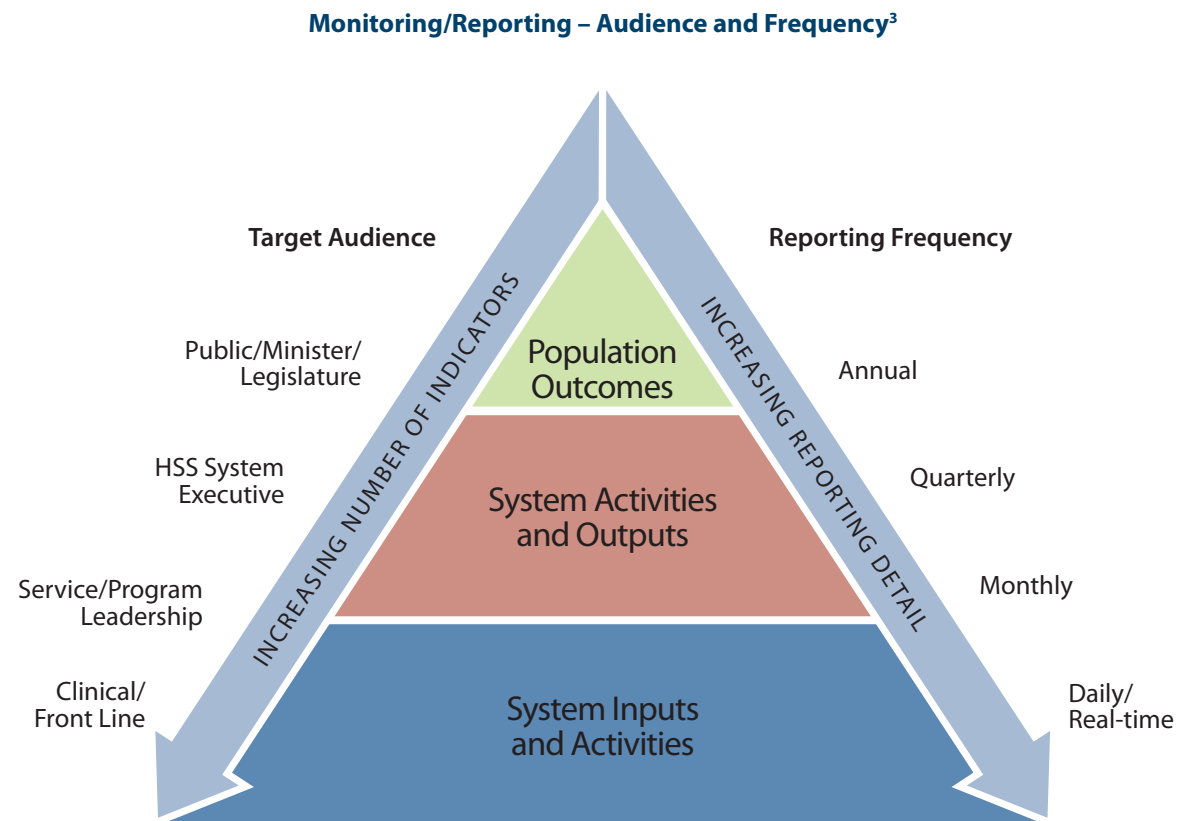 Monitoring/Reporting – Audience and Frequency³
Target Audience
Reporting Frequency
INCREASING NUMBER OF INDICATORS
INCREASING REPORTING DETAIL
Public/Minister/
Legislature
Population
Outcomes
Annual
HSS System
Executive
System Activities
and Outputs
Quarterly
Service/Program
Leadership
Monthly
Clinical/
Front Line
System Inputs
and Activities
Daily/
Real-time